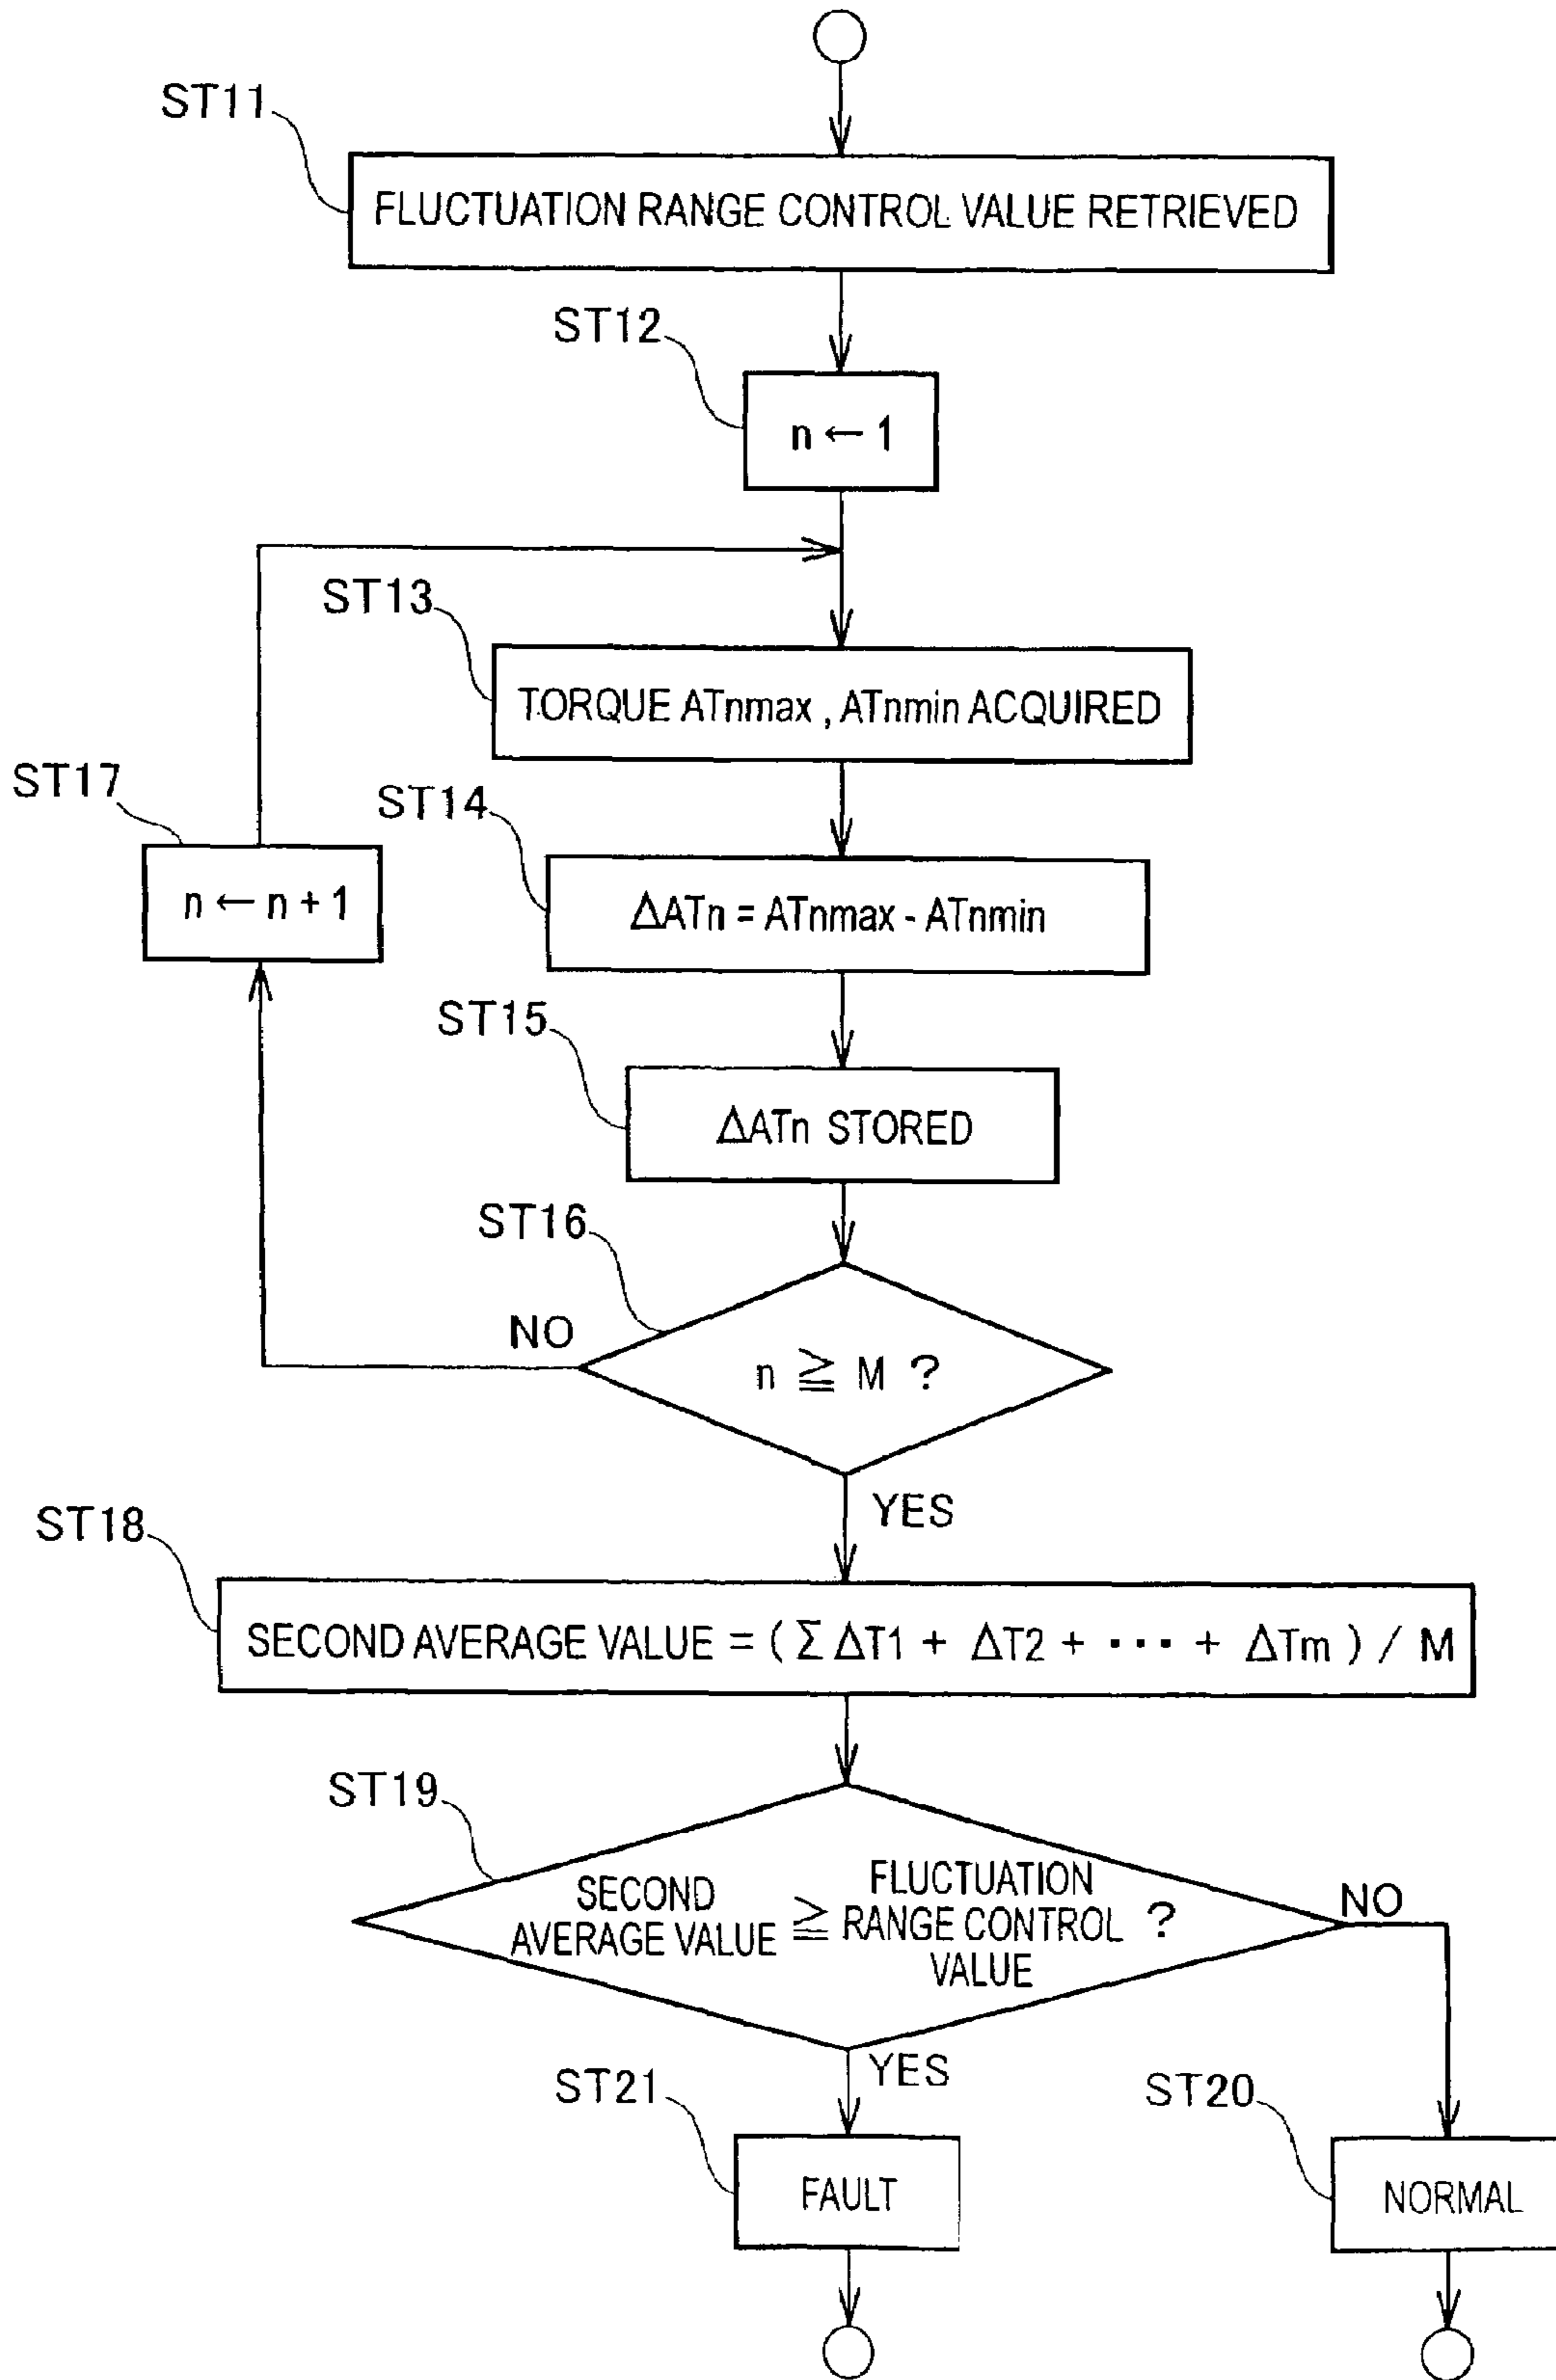 ST11
FLUCTUATION RANGE CONTROL VALUE RETRIEVED
ST12
n ← 1
ST13
TORQUE ATnmax , ATnmin ACQUIRED
ST17
n ← n + 1
ST14
ΔATn = ATnmax - ATnmin
ST15
ΔATn STORED
ST16
NO
n ≧ M ?
YES
ST18
SECOND AVERAGE VALUE = ( Σ ΔT1 + ΔT2 + ··· + ΔTm ) / M
ST19
SECOND
AVERAGE VALUE
≧
FLUCTUATION
RANGE CONTROL
VALUE
?
NO
YES
ST21
FAULT
ST20
NORMAL